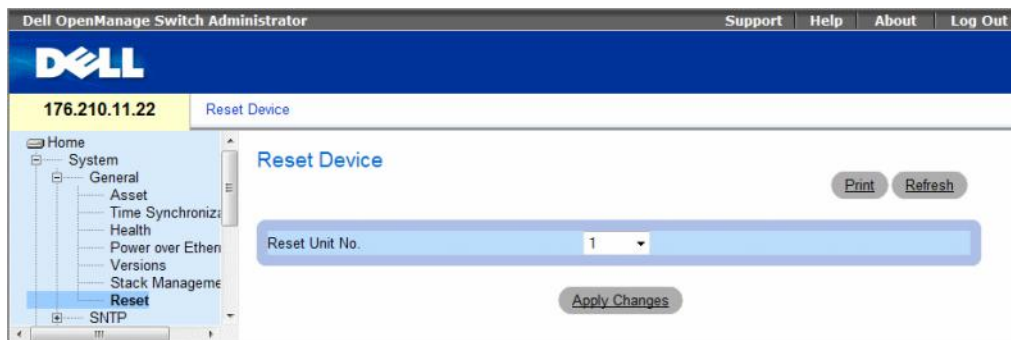 Dell OpenManage Switch Administrator
Support Help About Log Out
DELL
176.210.11.22
Reset Device
Home
System
General
Asset
Time Synchroniza
Health
Power over Ethern
Versions
Stack Manageme
Reset
SNTP
Reset Device
Print Refresh
Reset Unit No. 1
Apply Changes